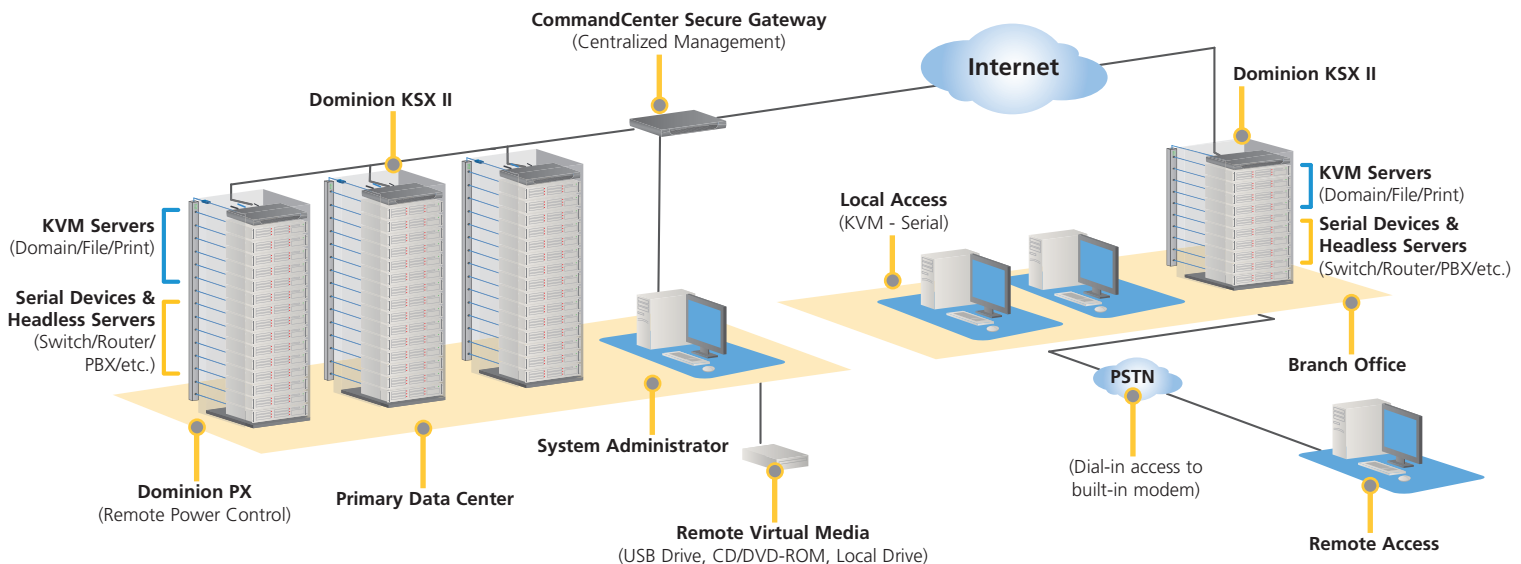 CommandCenter Secure Gateway
(Centralized Management)
Internet
Dominion KSX II
Dominion KSX II
KVM Servers
(Domain/File/Print)
Serial Devices &
Headless Servers
(Switch/Router/
PBX/etc.)
Local Access
(KVM - Serial)
KVM Servers
(Domain/File/Print)
Serial Devices &
Headless Servers
(Switch/Router/PBX/etc.)
Branch Office
PSTN
(Dial-in access to
built-in modem)
System Administrator
Dominion PX
(Remote Power Control)
Primary Data Center
Remote Virtual Media
(USB Drive, CD/DVD-ROM, Local Drive)
Remote Access